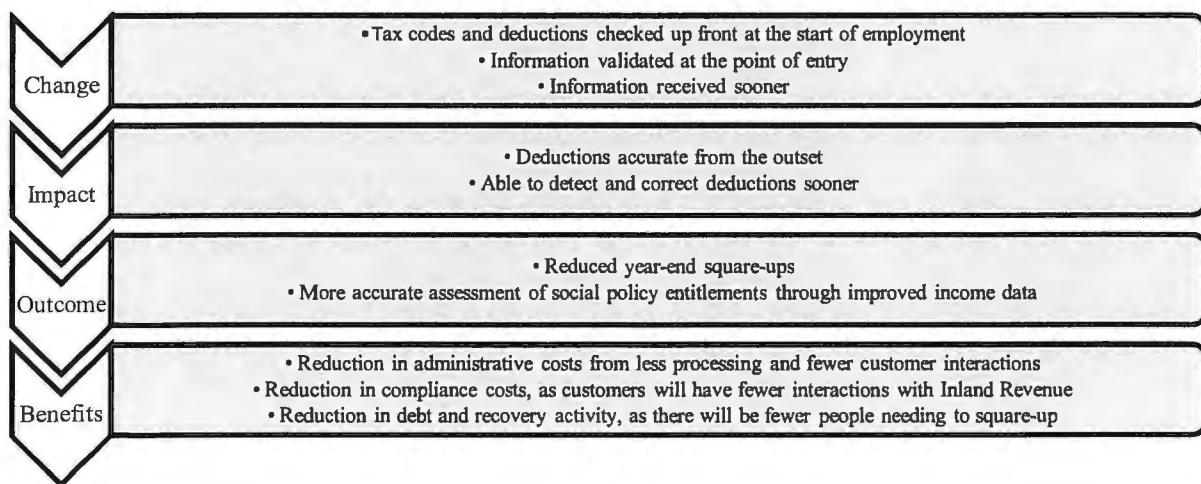 Change
• Tax codes and deductions checked up front at the start of employment
• Information validated at the point of entry
• Information received sooner
Impact
• Deductions accurate from the outset
• Able to detect and correct deductions sooner
Outcome
• Reduced year-end square-ups
• More accurate assessment of social policy entitlements through improved income data
Benefits
• Reduction in administrative costs from less processing and fewer customer interactions
• Reduction in compliance costs, as customers will have fewer interactions with Inland Revenue
• Reduction in debt and recovery activity, as there will be fewer people needing to square-up